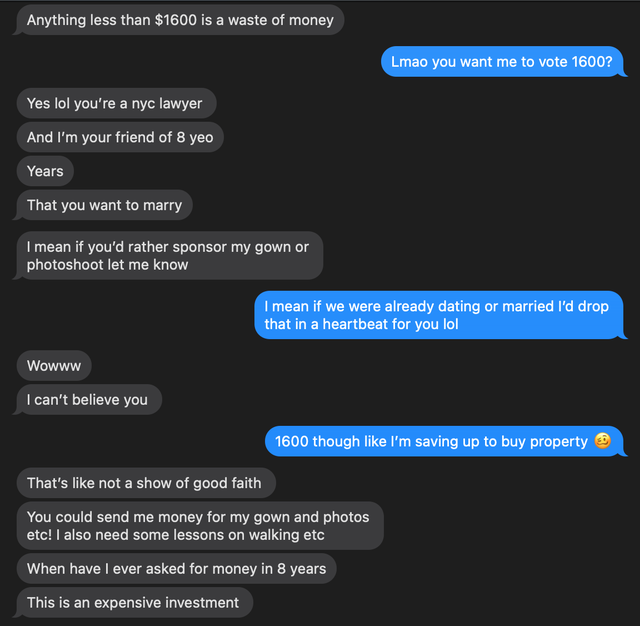 Anything less than $1600 is a waste of money
Lmao you want me to vote 1600?
Yes lol you're a nyc lawyer
And I'm your friend of 8 yeo
Years
That you want to marry
I mean if you'd rather sponsor my gown or
photoshoot let me know
I mean if we were already dating or married I'd drop
that in a heartbeat for you lol
Wowww
I can't believe you
1600 though like I'm saving up to buy property 🥴
That's like not a show of good faith
You could send me money for my gown and photos
etc! I also need some lessons on walking etc
When have I ever asked for money in 8 years
This is an expensive investment